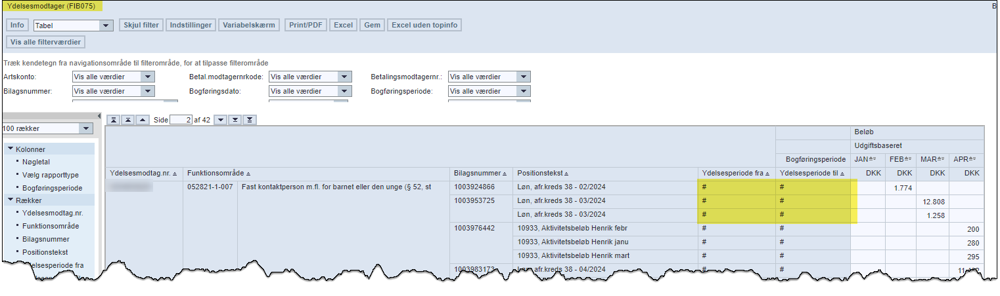 Ydelsesmodtager (FIB075) B
Info Tabel Skjul filter Indstillinger Variabelskærm Print/PDF Excel Gem Excel uden topinfo
Vis alle filterværdier
Træk kendetegn fra navigationsområde til filterområde, for at tilpasse filterområde
Artskonto: Vis alle værdier Betal.modtagernrkode: Vis alle værdier Betalingsmodtagernr.: Vis alle værdier
Bilagsnummer: Vis alle værdier Bogføringsdato: Vis alle værdier Bogføringsperiode: Vis alle værdier
Side 2 af 42
100 rækker
Kolonner
Nøgletal
Vælg rapporttype
Bogføringsperiode
Rækker
Ydelsesmodtag.nr.
Funktionsområde
Bilagsnummer
Positionstekst
elsesperiode fra
Beløb
Udgiftsbaseret
Bogføringsperiode JAN FEB MAR APR
Ydelsesmodtag.nr. Funktionsområde Bilagsnummer Positionstekst Ydelsesperiode fra Ydelsesperiode til DKK DKK DKK DKK
052821-1-007 Fast kontaktperson m.fl. for barnet eller den unge (§ 52, st 1003924866 Løn, afr.kreds 38 - 02/2024 # # 1.774
1003953725 Løn, afr.kreds 38 - 03/2024 # # 12.808
Løn, afr.kreds 38 - 03/2024 # # 1.258
1003976442 10933, Aktivitetsbeløb Henrik febr # # 200
10933, Aktivitetsbeløb Henrik janu # # 280
10933, Aktivitetsbeløb Henrik mart # # 295
1003983173 Løn, afr.kreds 38 - 04/2024 # #